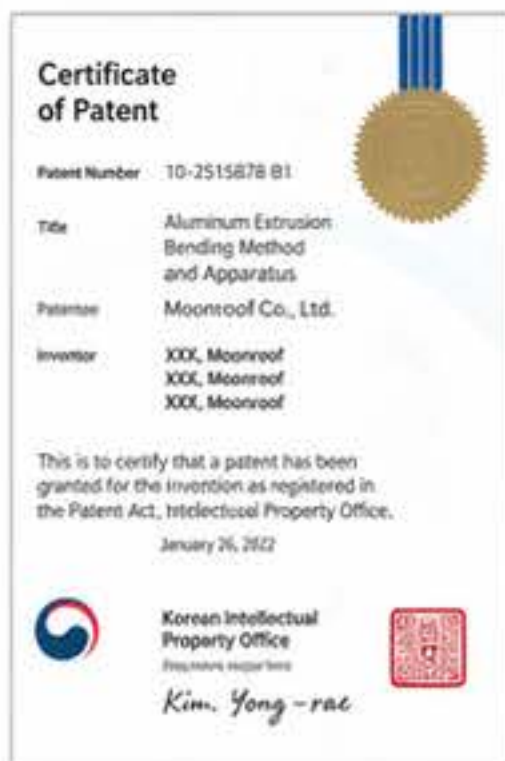 Certificate
of Patent
Patent Number 10-2515878 B1
Title Aluminum Extrusion
Bending Method
and Apparatus
Patentee Moonroof Co., Ltd.
Inventor XXX, Moonroof
XXX, Moonroof
XXX, Moonroof
This is to certify that a patent has been
granted for the invention as registered in
the Patent Act, Intelectual Property Office.
January 26, 2022
Korean Intellectual
Property Office
Kim, Yong-rae